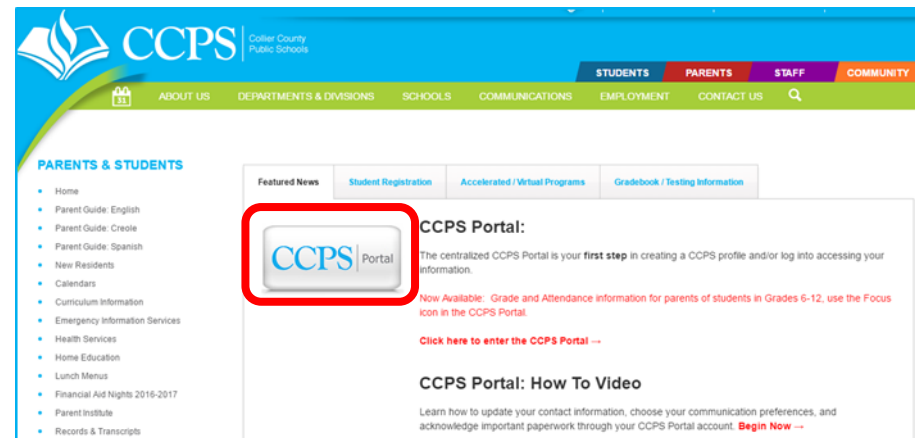 CCPS Collier County
Public Schools
STUDENTS PARENTS STAFF COMMUNITY
31 ABOUT US DEPARTMENTS & DIVISIONS SCHOOLS COMMUNICATIONS EMPLOYMENT CONTACT US
PARENTS & STUDENTS
Home
Parent Guide: English
Parent Guide: Creole
Parent Guide: Spanish
New Residents
Calendars
Curriculum Information
Emergency Information Services
Health Services
Home Education
Lunch Menus
Financial Aid Nights 2016-2017
Parent Institute
Records & Transcripts
Featured News Student Registration Accelerated / Virtual Programs Gradebook / Testing Information
CCPS Portal
CCPS Portal:
The centralized CCPS Portal is your first step in creating a CCPS profile and/or log into accessing your
information.
Now Available: Grade and Attendance information for parents of students in Grades 6-12, use the Focus
icon in the CCPS Portal.
Click here to enter the CCPS Portal →
CCPS Portal: How To Video
Learn how to update your contact information, choose your communication preferences, and
acknowledge important paperwork through your CCPS Portal account. Begin Now →